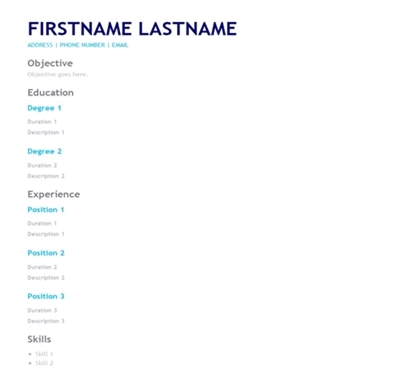 FIRSTNAME LASTNAME
ADDRESS | PHONE NUMBER | EMAIL
Objective
Objective goes here.
Education
Degree 1
Duration 1
Description 1
Degree 2
Duration 2
Description 2
Experience
Position 1
Duration 1
Description 1
Position 2
Duration 2
Description 2
Position 3
Duration 3
Description 3
Skills
• Skill 1
• Skill 2